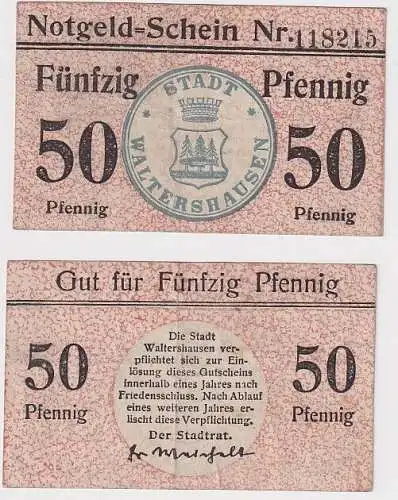 Notgeld=Schein Nr. 118215
Fünfzig Pfennig
STADT
WALTERSHAUSEN
50 50
Pfennig Pfennig
Gut für Fünfzig Pfennig
Die Stadt
Waltershausen ver-
pflichtet sich zur Ein-
lösung dieses Gutscheins
innerhalb eines Jahres nach
Friedensschluss. Nach Ablauf
eines weiteren Jahres er-
lischt diese Verpflichtung.
Der Stadtrat.
50 50
Pfennig Pfennig